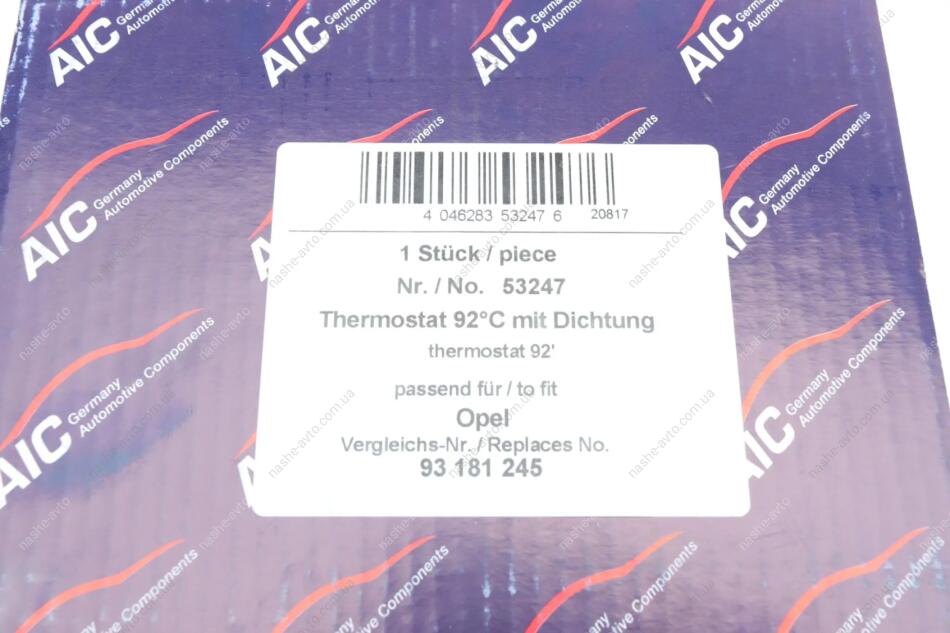 AIC Germany Automotive Components
4 046283 53247 6 20817
1 Stück / piece
Nr. / No. 53247
Thermostat 92°C mit Dichtung
thermostat 92'
passend für / to fit
Opel
Vergleichs-Nr. / Replaces No.
93 181 245
nashe-avto.com.ua